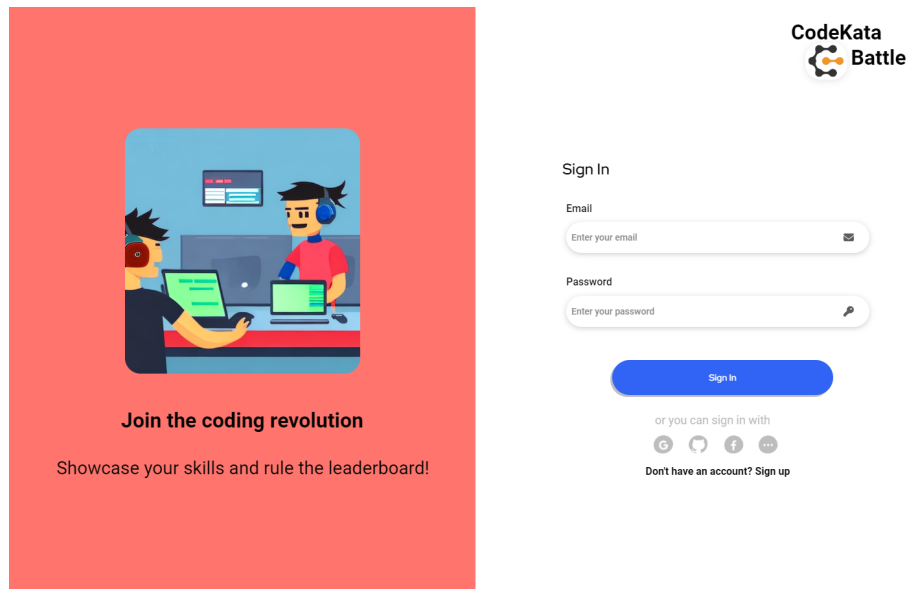 Join the coding revolution
Showcase your skills and rule the leaderboard!
CodeKata
Battle
Sign In
Email
Enter your email
Password
Enter your password
Sign In
or you can sign in with
Don't have an account? Sign up